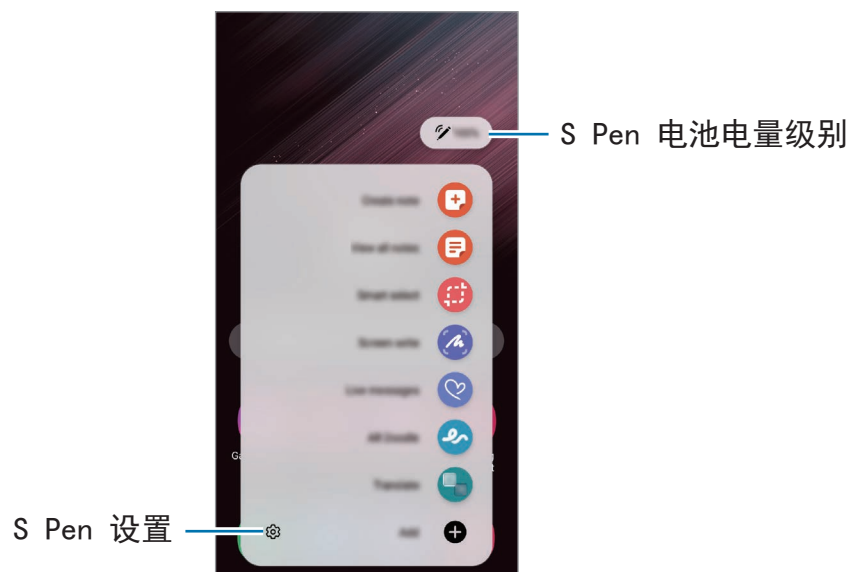 S Pen 电池电量级别
Create note
View all notes
Smart select
Screen write
Live messages
AR Doodle
Translate
Add
S Pen 设置